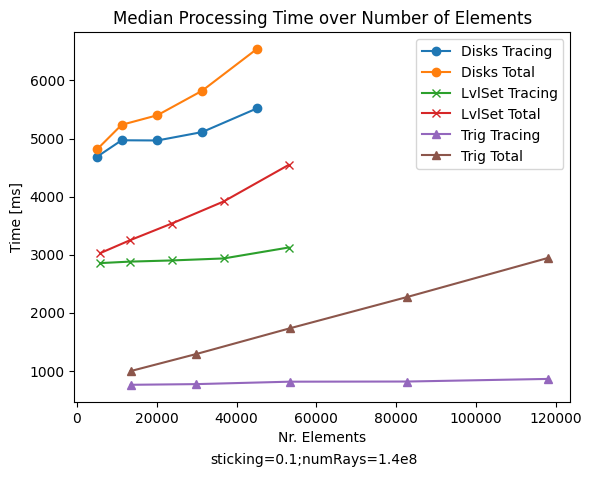 Median Processing Time over Number of Elements
Time [ms]
6000
5000
4000
3000
2000
1000
0
20000
40000
60000
80000
100000
120000
Nr. Elements
sticking=0.1;numRays=1.4e8
Disks Tracing
Disks Total
LvlSet Tracing
LvlSet Total
Trig Tracing
Trig Total